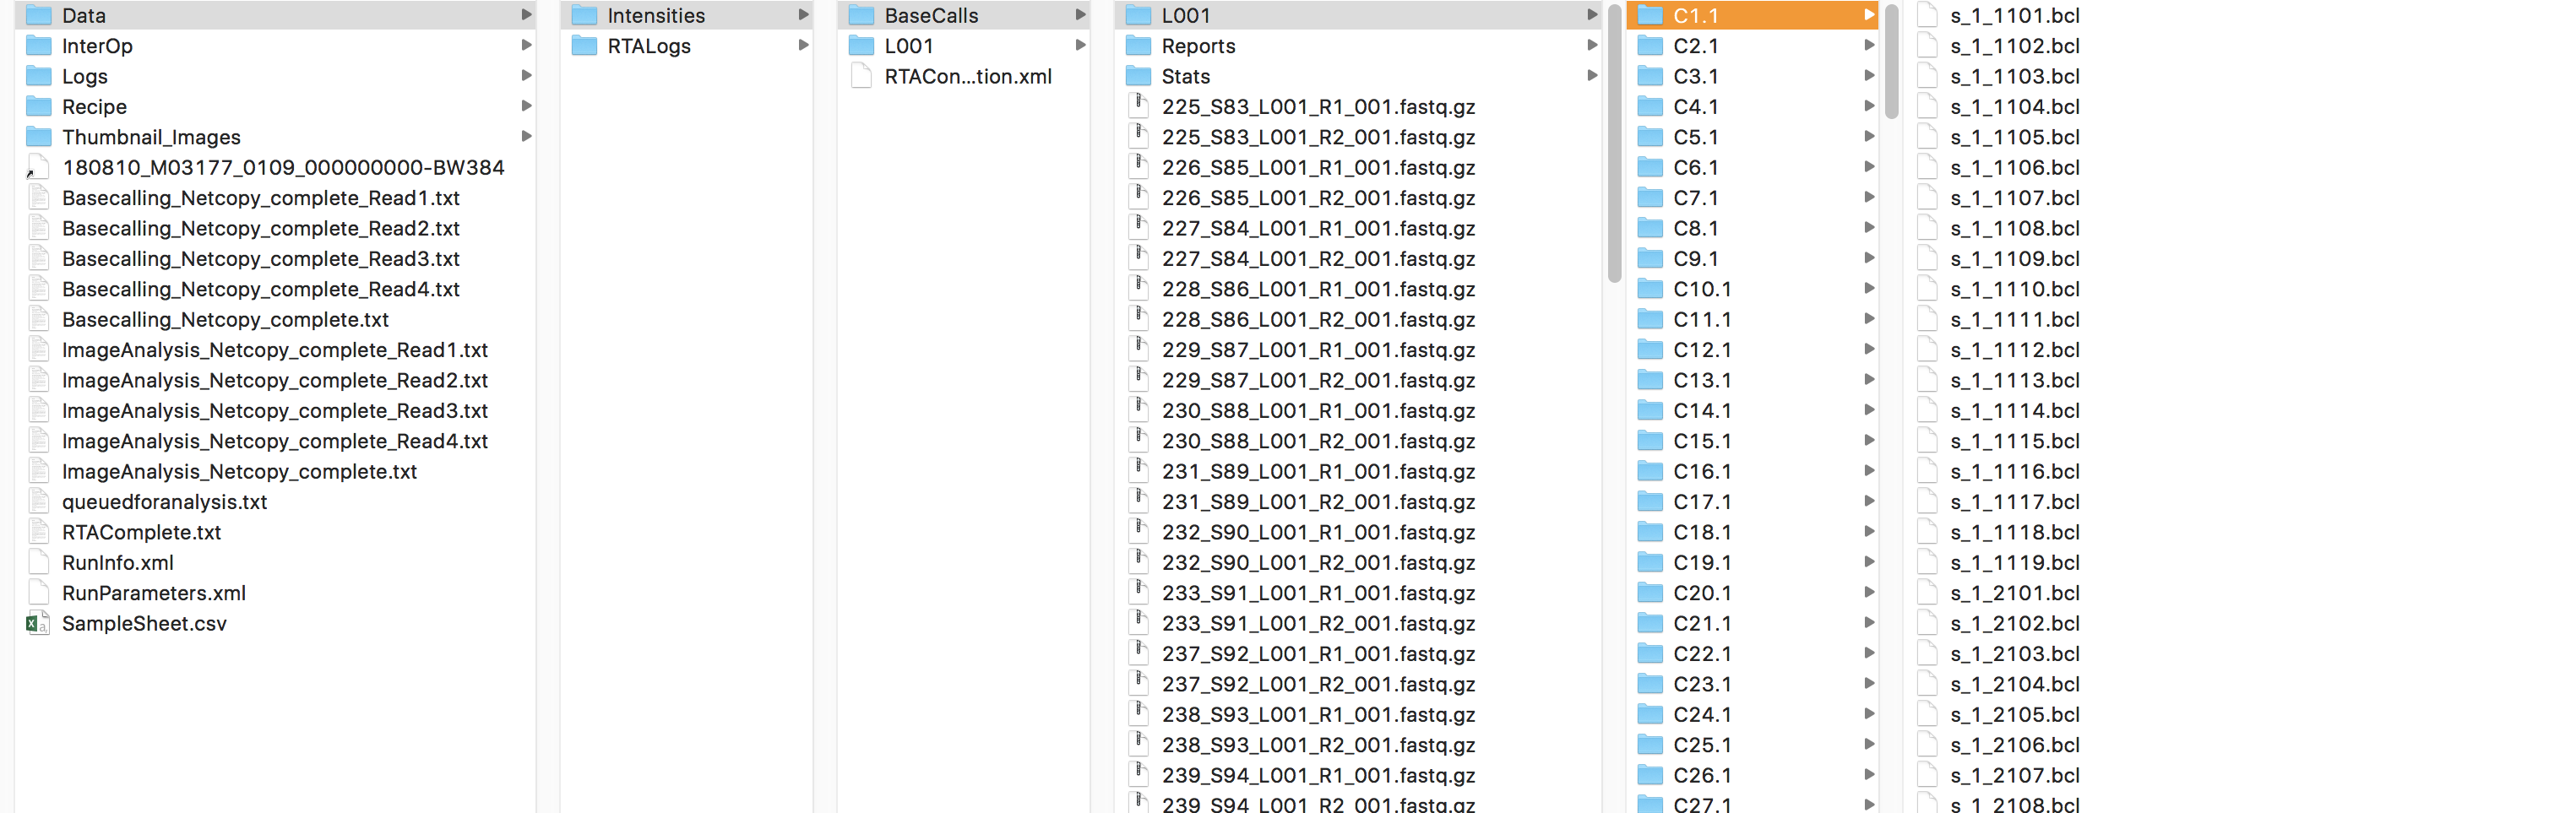 Data
InterOp
Logs
Recipe
Thumbnail_Images
180810_M03177_0109_000000000-BW384
Basecalling_Netcopy_complete_Read1.txt
Basecalling_Netcopy_complete_Read2.txt
Basecalling_Netcopy_complete_Read3.txt
Basecalling_Netcopy_complete_Read4.txt
Basecalling_Netcopy_complete.txt
ImageAnalysis_Netcopy_complete_Read1.txt
ImageAnalysis_Netcopy_complete_Read2.txt
ImageAnalysis_Netcopy_complete_Read3.txt
ImageAnalysis_Netcopy_complete_Read4.txt
ImageAnalysis_Netcopy_complete.txt
queuedforanalysis.txt
RTAComplete.txt
RunInfo.xml
RunParameters.xml
SampleSheet.csv
Intensities
RTALogs
BaseCalls
L001
RTACon...tion.xml
L001
Reports
Stats
225_S83_L001_R1_001.fastq.gz
225_S83_L001_R2_001.fastq.gz
226_S85_L001_R1_001.fastq.gz
226_S85_L001_R2_001.fastq.gz
227_S84_L001_R1_001.fastq.gz
227_S84_L001_R2_001.fastq.gz
228_S86_L001_R1_001.fastq.gz
228_S86_L001_R2_001.fastq.gz
229_S87_L001_R1_001.fastq.gz
229_S87_L001_R2_001.fastq.gz
230_S88_L001_R1_001.fastq.gz
230_S88_L001_R2_001.fastq.gz
231_S89_L001_R1_001.fastq.gz
231_S89_L001_R2_001.fastq.gz
232_S90_L001_R1_001.fastq.gz
232_S90_L001_R2_001.fastq.gz
233_S91_L001_R1_001.fastq.gz
233_S91_L001_R2_001.fastq.gz
237_S92_L001_R1_001.fastq.gz
237_S92_L001_R2_001.fastq.gz
238_S93_L001_R1_001.fastq.gz
238_S93_L001_R2_001.fastq.gz
239_S94_L001_R1_001.fastq.gz
239_S94_L001_R2_001.fastq.gz
C1.1
C2.1
C3.1
C4.1
C5.1
C6.1
C7.1
C8.1
C9.1
C10.1
C11.1
C12.1
C13.1
C14.1
C15.1
C16.1
C17.1
C18.1
C19.1
C20.1
C21.1
C22.1
C23.1
C24.1
C25.1
C26.1
C27.1
s_1_1101.bcl
s_1_1102.bcl
s_1_1103.bcl
s_1_1104.bcl
s_1_1105.bcl
s_1_1106.bcl
s_1_1107.bcl
s_1_1108.bcl
s_1_1109.bcl
s_1_1110.bcl
s_1_1111.bcl
s_1_1112.bcl
s_1_1113.bcl
s_1_1114.bcl
s_1_1115.bcl
s_1_1116.bcl
s_1_1117.bcl
s_1_1118.bcl
s_1_1119.bcl
s_1_2101.bcl
s_1_2102.bcl
s_1_2103.bcl
s_1_2104.bcl
s_1_2105.bcl
s_1_2106.bcl
s_1_2107.bcl
s_1_2108.bcl